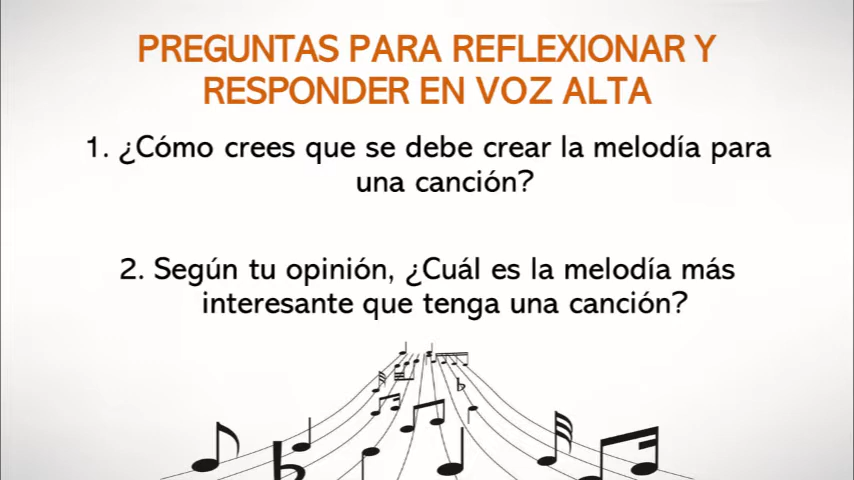 PREGUNTAS PARA REFLEXIONAR Y
RESPONDER EN VOZ ALTA
1. ¿Cómo crees que se debe crear la melodía para
una canción?
2. Según tu opinión, ¿Cuál es la melodía más
interesante que tenga una canción?